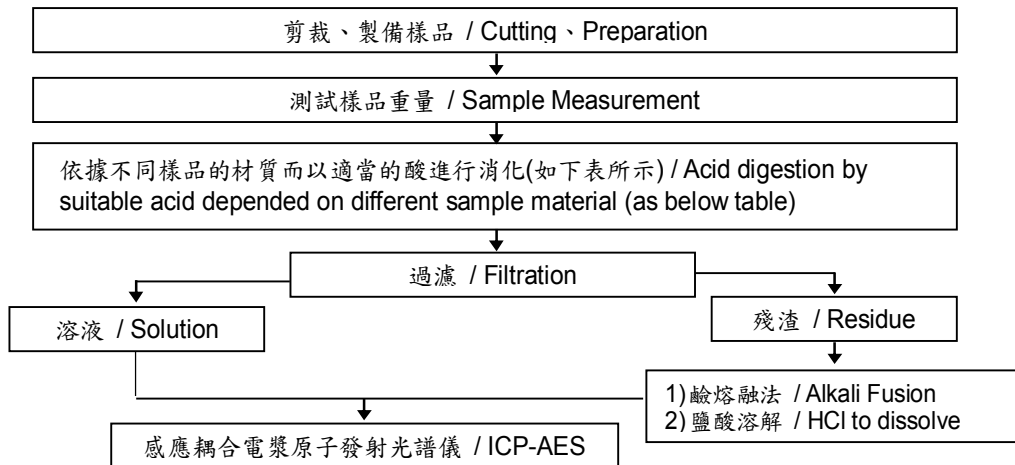 剪裁、製備樣品 / Cutting、Preparation
測試樣品重量 / Sample Measurement
依據不同樣品的材質而以適當的酸進行消化(如下表所示) / Acid digestion by
suitable acid depended on different sample material (as below table)
過濾 / Filtration
溶液 / Solution
殘渣 / Residue
1)鹼熔融法 / Alkali Fusion
2)鹽酸溶解 / HCl to dissolve
感應耦合電漿原子發射光譜儀 / ICP-AES